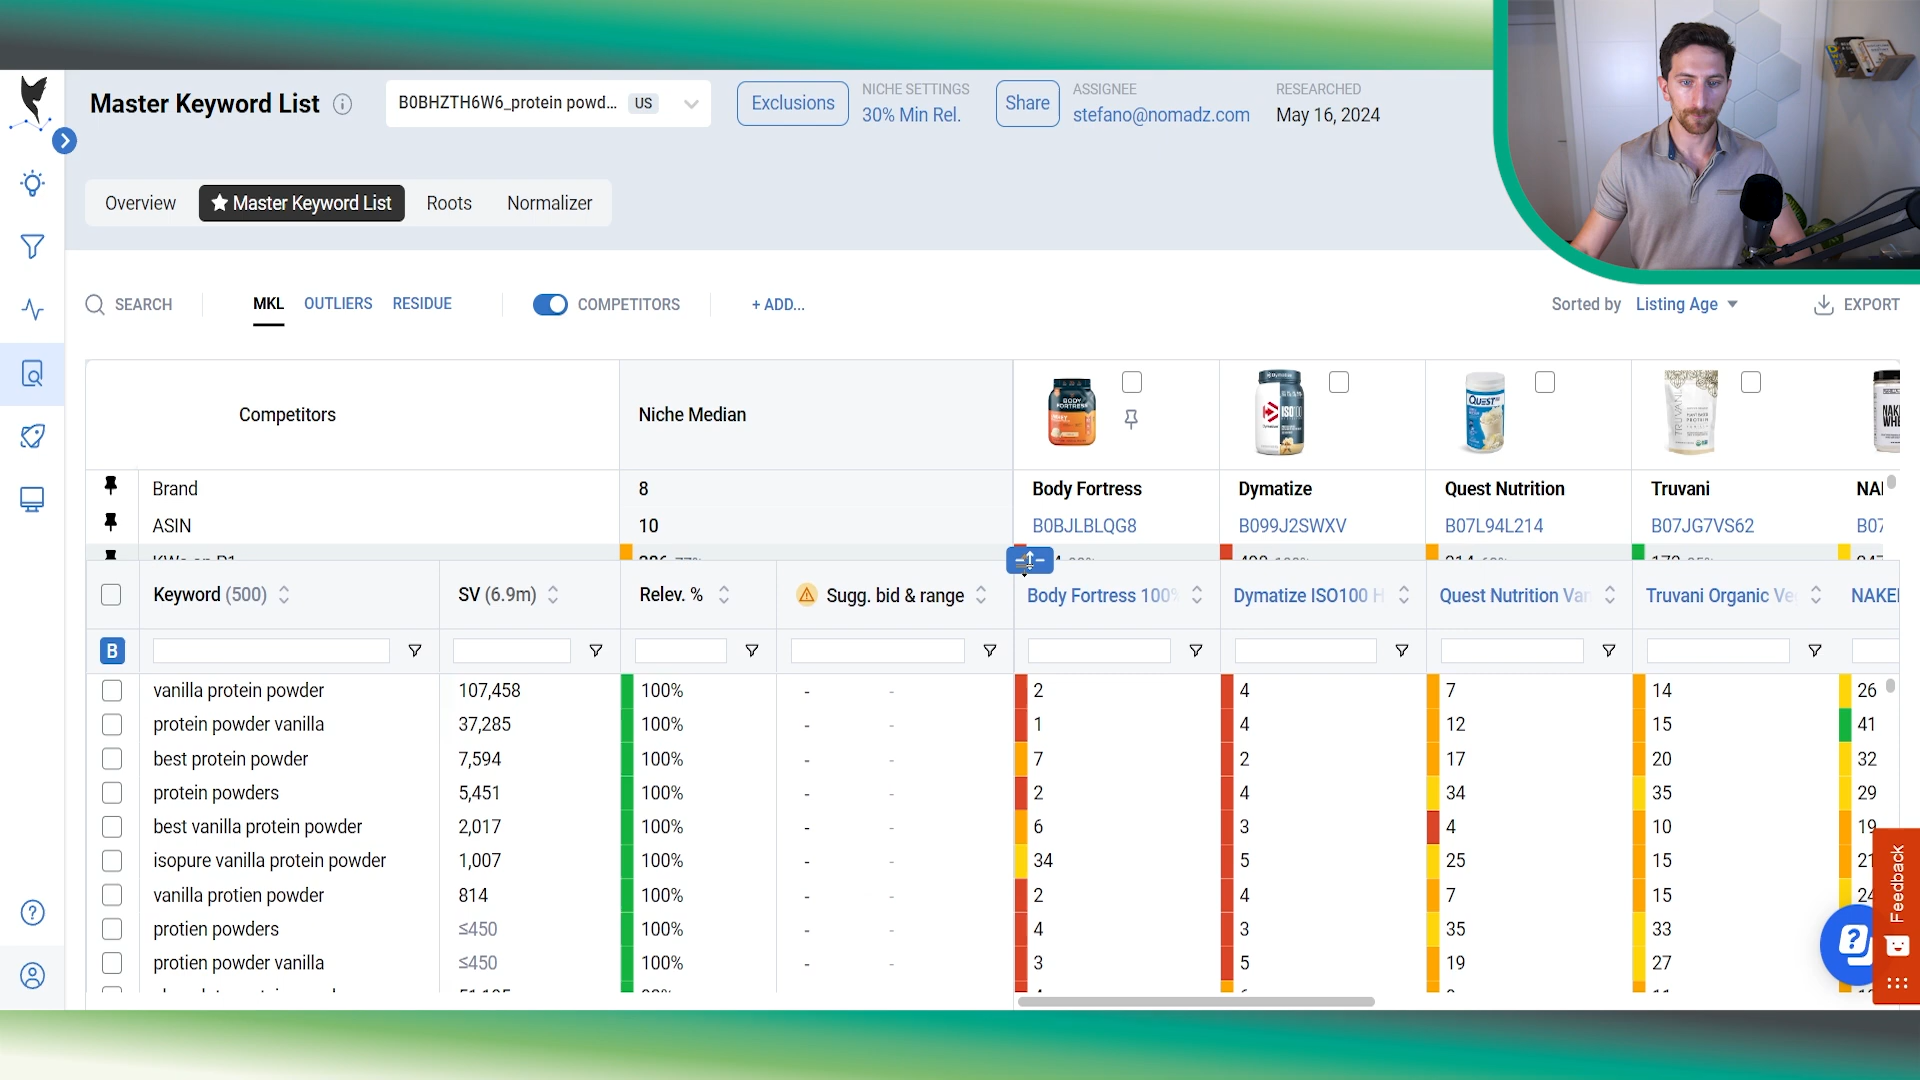 Master Keyword List
B0BHZTH6W6_protein powd... US
Exclusions
NICHE SETTINGS
30% Min Rel.
Share
ASSIGNEE
stefano@nomadz.com
RESEARCHED
May 16, 2024
Overview
Master Keyword List
Roots
Normalizer
SEARCH
MKL OUTLIERS RESIDUE
COMPETITORS
+ ADD...
Sorted by Listing Age
EXPORT
Competitors
Niche Median
Brand 8 Body Fortress Dymatize Quest Nutrition Truvani
ASIN 10 B0BJLBLQG8 B099J2SWXV B07L94L214 B07JG7VS62
Keyword (500) SV (6.9m) Relev. % Sugg. bid & range Body Fortress 100% Dymatize ISO100 H Quest Nutrition Van Truvani Organic Ve NAKE
B
vanilla protein powder 107,458 100% - - 2 4 7 14 26
protein powder vanilla 37,285 100% - - 1 4 12 15 41
best protein powder 7,594 100% - - 7 2 17 20 32
protein powders 5,451 100% - - 2 4 34 35 29
best vanilla protein powder 2,017 100% - - 6 3 4 10 19
isopure vanilla protein powder 1,007 100% - - 34 5 25 15 21
vanilla protien powder 814 100% - - 2 4 7 15 24
protien powders ≤450 100% - - 4 3 35 33
protien powder vanilla ≤450 100% - - 3 5 19 27
Feedback